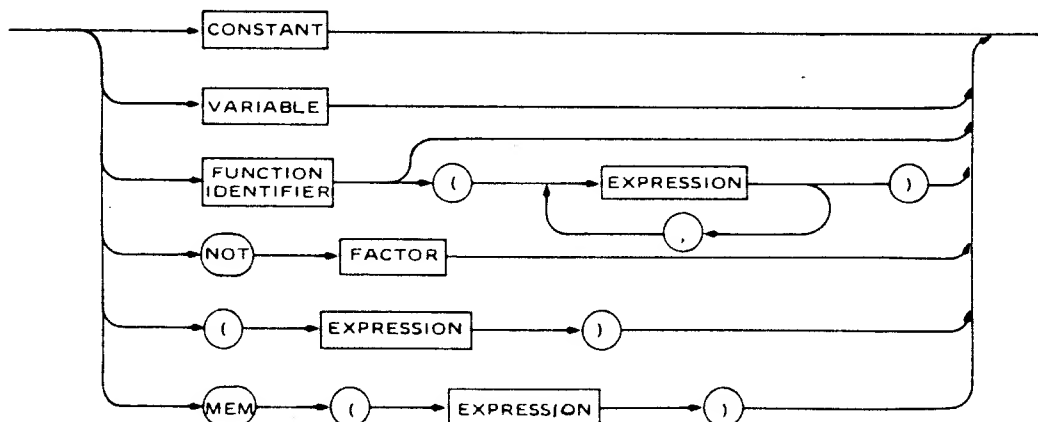 CONSTANT
VARIABLE
FUNCTION
IDENTIFIER ( EXPRESSION )
,
NOT FACTOR
( EXPRESSION )
MEM ( EXPRESSION )